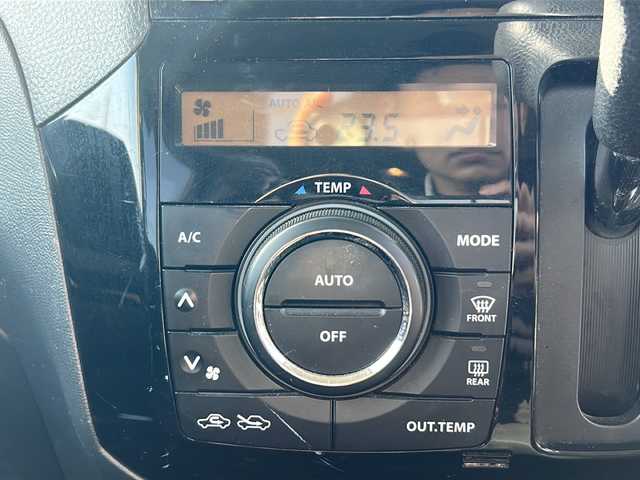 AUTO A/C
23.5
TEMP
A/C
MODE
AUTO
OFF
FRONT
REAR
OUT.TEMP